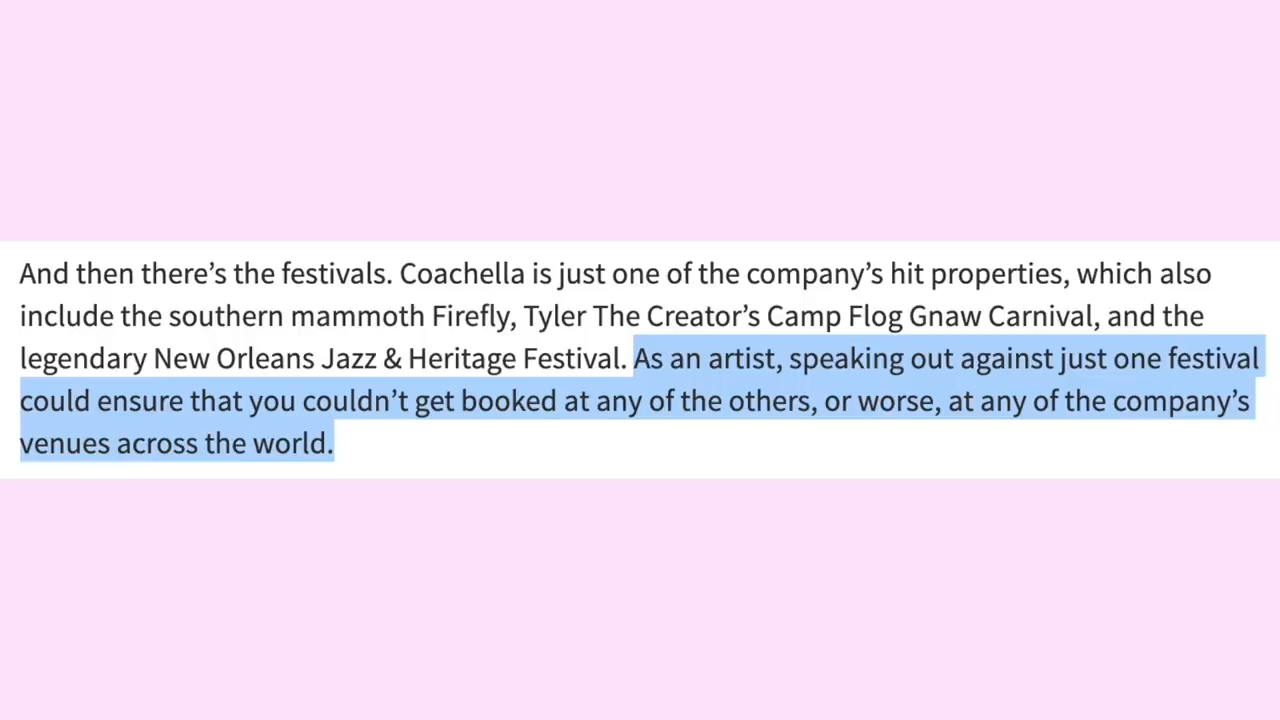 And then there’s the festivals. Coachella is just one of the company’s hit properties, which also
include the southern mammoth Firefly, Tyler The Creator’s Camp Flog Gnaw Carnival, and the
legendary New Orleans Jazz & Heritage Festival. As an artist, speaking out against just one festival
could ensure that you couldn’t get booked at any of the others, or worse, at any of the company’s
venues across the world.